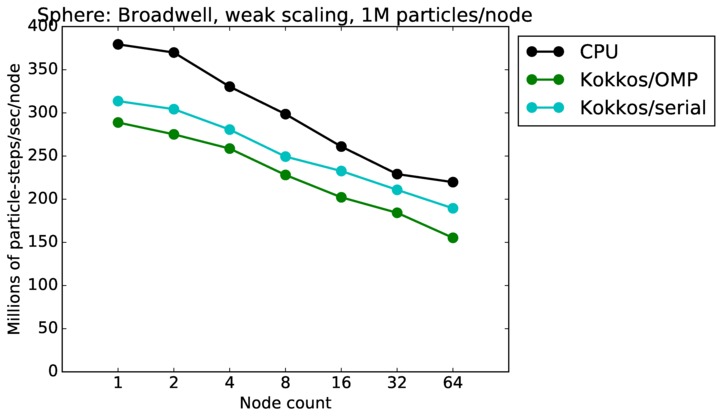 Sphere: Broadwell, weak scaling, 1M particles/node
400
350
300
250
200
150
100
50
0
Millions of particle-steps/sec/node
1 2 4 8 16 32 64
Node count
CPU
Kokkos/OMP
Kokkos/serial